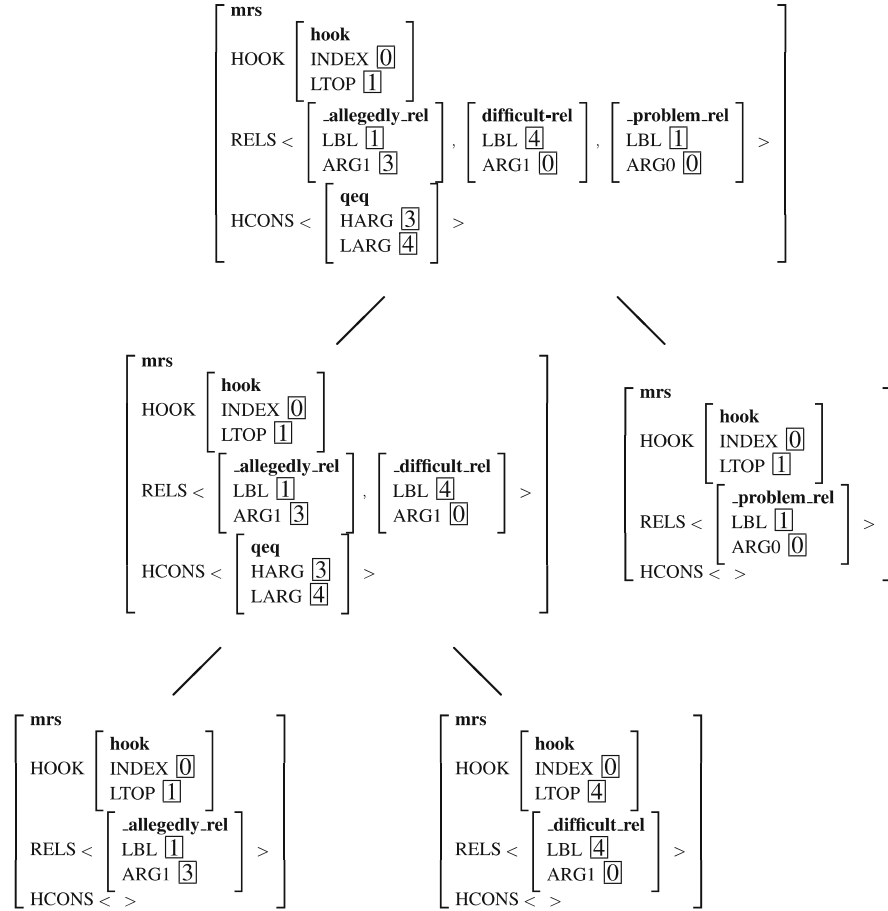 mrs
hook
HOOK INDEX 0
LTOP 1
_allegedly_rel difficult-rel _problem_rel
RELS < LBL 1 , LBL 4 , LBL 1 >
ARG1 3 ARG1 0 ARG0 0
qeq
HCONS < HARG 3 >
LARG 4
mrs
hook
HOOK INDEX 0
LTOP 1
_allegedly_rel _difficult_rel
RELS < LBL 1 , LBL 4 >
ARG1 3 ARG1 0
qeq
HCONS < HARG 3 >
LARG 4
mrs
hook
HOOK INDEX 0
LTOP 1
_problem_rel
RELS < LBL 1 >
ARG0 0
HCONS < >
mrs
hook
HOOK INDEX 0
LTOP 1
_allegedly_rel
RELS < LBL 1 >
ARG1 3
HCONS < >
mrs
hook
HOOK INDEX 0
LTOP 4
_difficult_rel
RELS < LBL 4 >
ARG1 0
HCONS < >